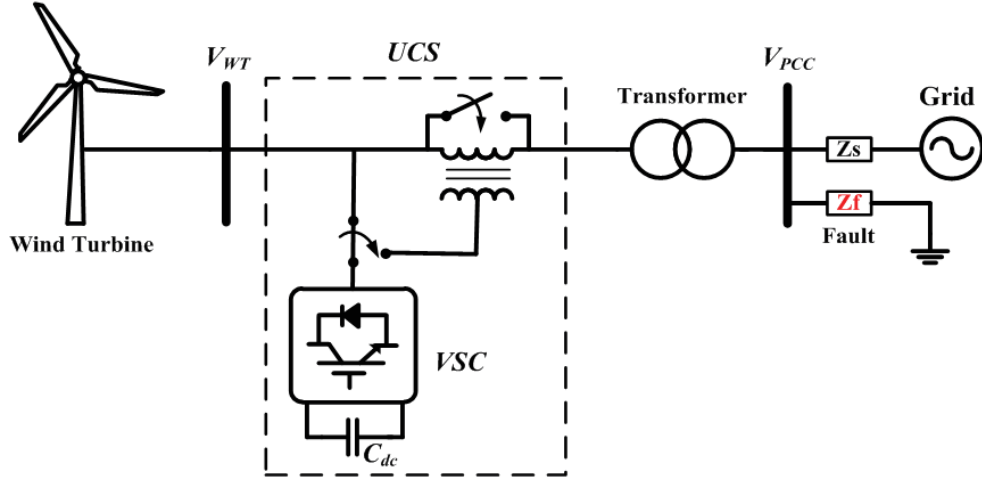 UCS
V_WT
V_PCC
Transformer
Grid
Zs
Zf
Fault
Wind Turbine
VSC
C_dc